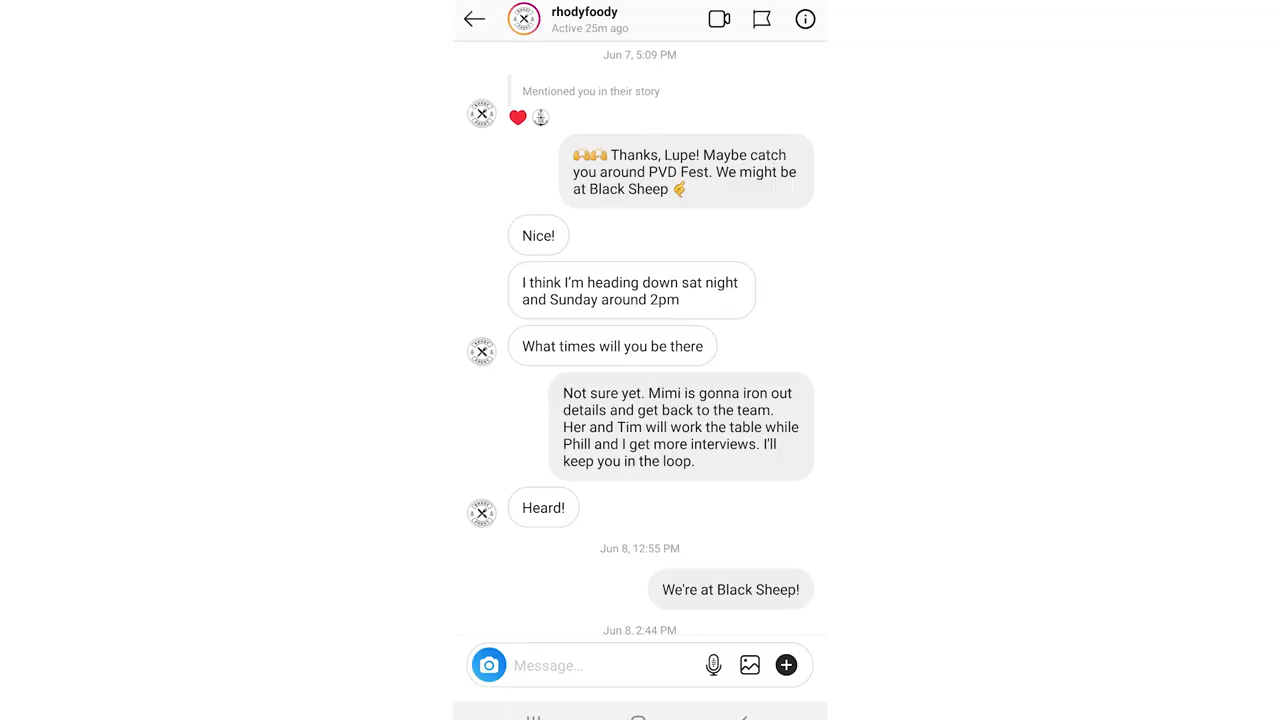 rhodyfoody
Active 25m ago
Jun 7, 5:09 PM
Mentioned you in their story
❤️
🙌🙌 Thanks, Lupe! Maybe catch
you around PVD Fest. We might be
at Black Sheep 🤙
Nice!
I think I'm heading down sat night
and Sunday around 2pm
What times will you be there
Not sure yet. Mimi is gonna iron out
details and get back to the team.
Her and Tim will work the table while
Phill and I get more interviews. I'll
keep you in the loop.
Heard!
Jun 8, 12:55 PM
We're at Black Sheep!
Jun 8, 2:44 PM
Message...